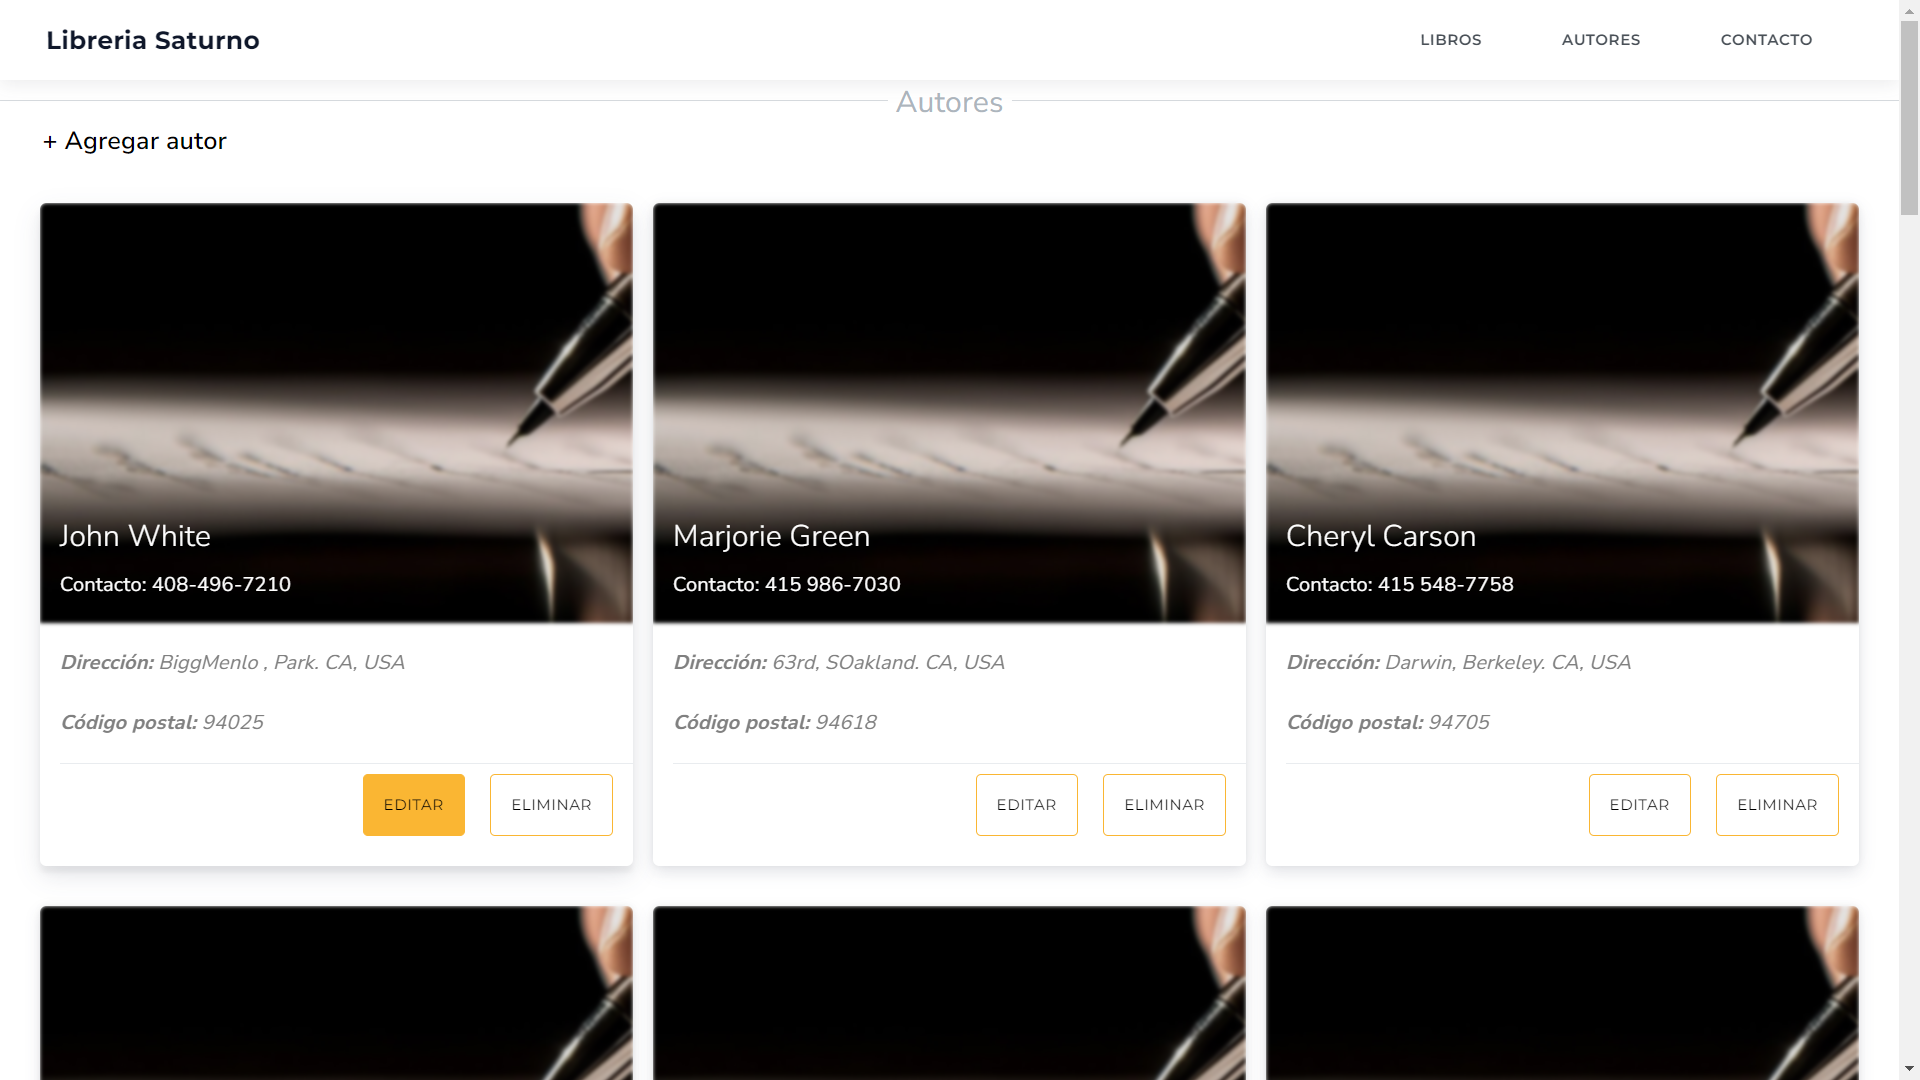 Libreria Saturno
LIBROS
AUTORES
CONTACTO
Autores
+ Agregar autor
John White
Contacto: 408-496-7210
Dirección: BiggMenlo , Park. CA, USA
Código postal: 94025
EDITAR
ELIMINAR
Marjorie Green
Contacto: 415 986-7030
Dirección: 63rd, SOakland. CA, USA
Código postal: 94618
EDITAR
ELIMINAR
Cheryl Carson
Contacto: 415 548-7758
Dirección: Darwin, Berkeley. CA, USA
Código postal: 94705
EDITAR
ELIMINAR